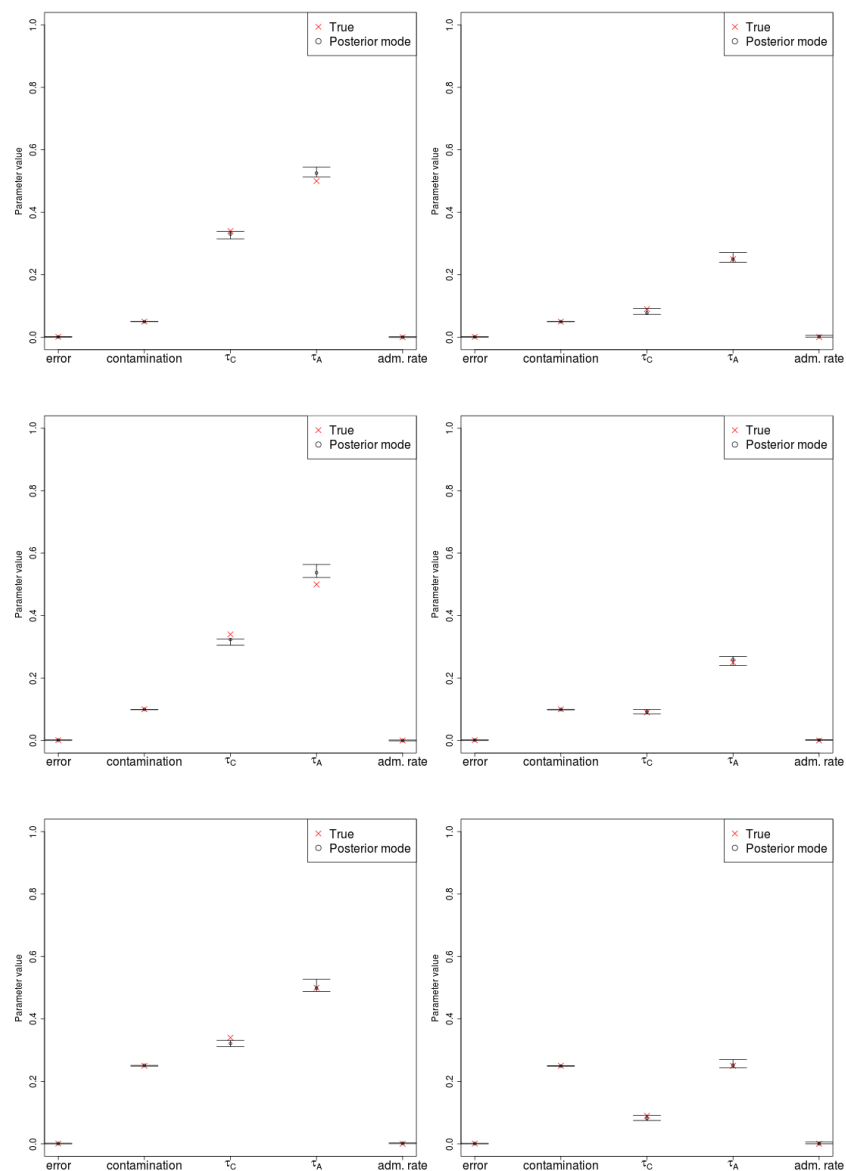 True
Posterior mode
Parameter value
0.0 0.2 0.4 0.6 0.8 1.0
error contamination τC τA adm. rate
True
Posterior mode
Parameter value
0.0 0.2 0.4 0.6 0.8 1.0
error contamination τC τA adm. rate
True
Posterior mode
Parameter value
0.0 0.2 0.4 0.6 0.8 1.0
error contamination τC τA adm. rate
True
Posterior mode
Parameter value
0.0 0.2 0.4 0.6 0.8 1.0
error contamination τC τA adm. rate
True
Posterior mode
Parameter value
0.0 0.2 0.4 0.6 0.8 1.0
error contamination τC τA adm. rate
True
Posterior mode
Parameter value
0.0 0.2 0.4 0.6 0.8 1.0
error contamination τC τA adm. rate